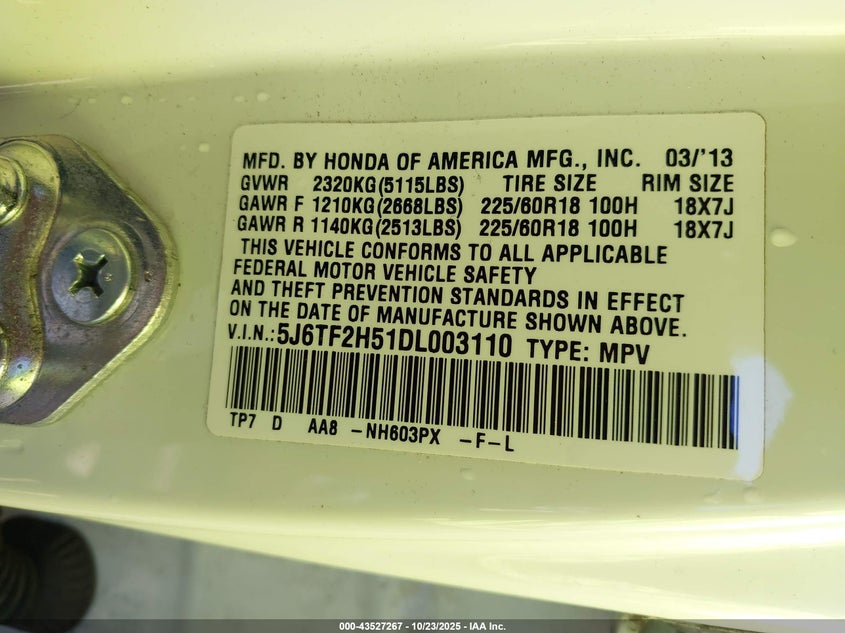 MFD. BY HONDA OF AMERICA MFG., INC. 03/'13
GVWR 2320KG(5115LBS) TIRE SIZE RIM SIZE
GAWR F 1210KG(2668LBS) 225/60R18 100H 18X7J
GAWR R 1140KG(2513LBS) 225/60R18 100H 18X7J
THIS VEHICLE CONFORMS TO ALL APPLICABLE
FEDERAL MOTOR VEHICLE SAFETY
AND THEFT PREVENTION STANDARDS IN EFFECT
ON THE DATE OF MANUFACTURE SHOWN ABOVE.
V.I.N.:5J6TF2H51DL003110 TYPE: MPV
TP7 D AA8 -NH603PX -F-L
000-43527267 | 10/23/2025 - IAA Inc.